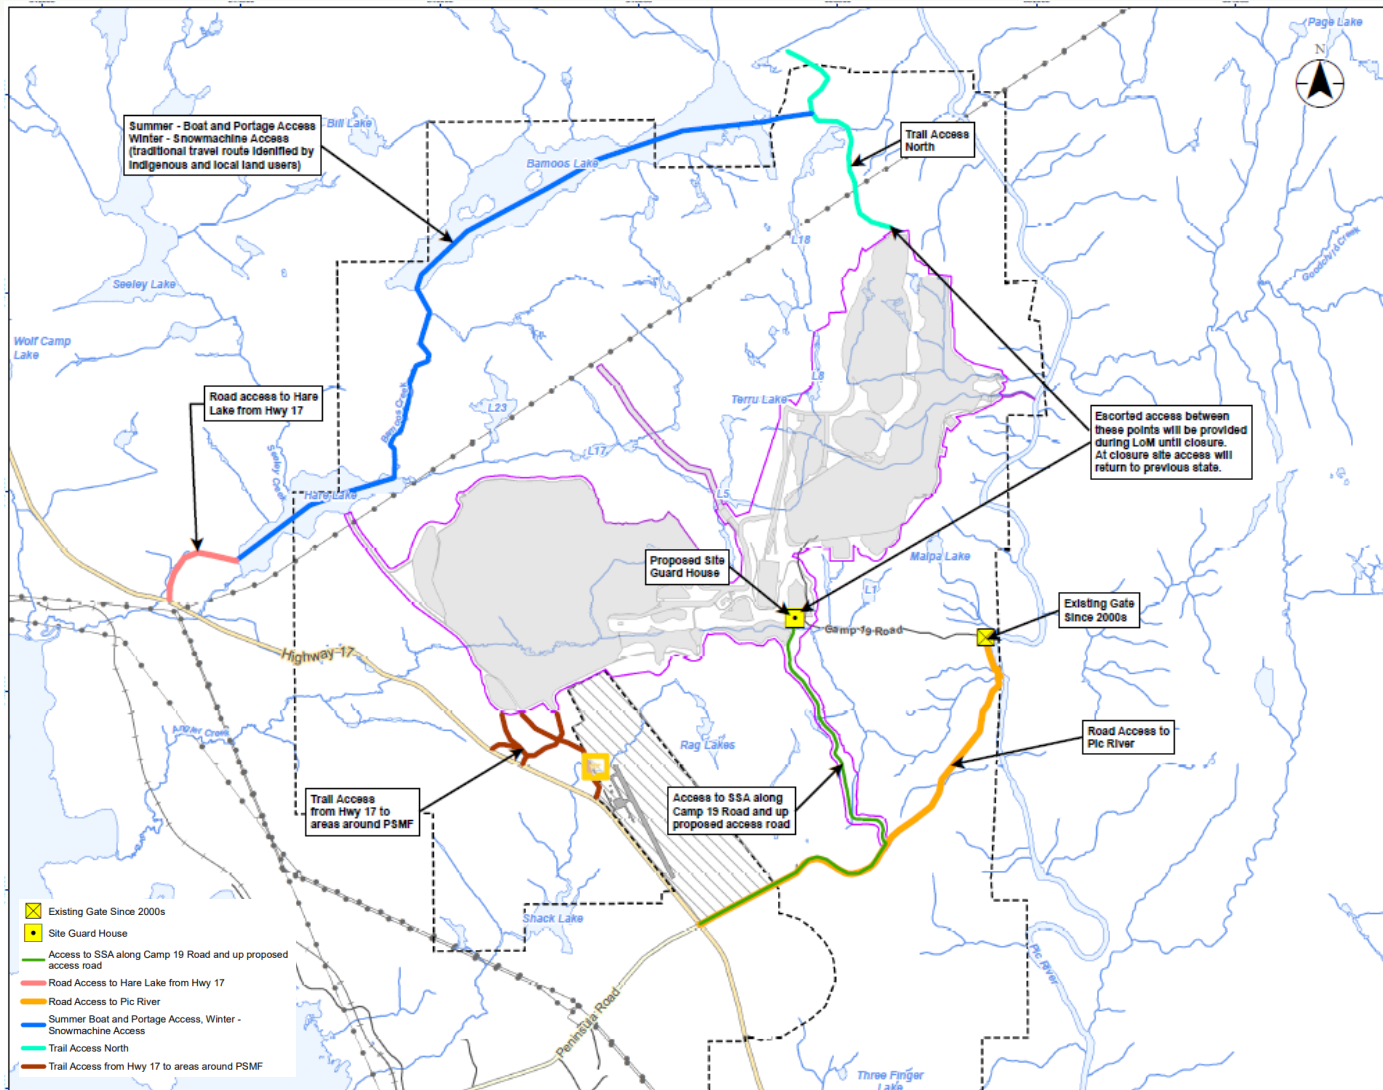 Page Lake
N
Bill Lake
Summer - Boat and Portage Access
Winter - Snowmachine Access
(traditional travel route idenified by
Indigenous and local land users)
Trail Access
North
Bamoos Lake
L18
Goodchild Creek
Seeley Lake
Wolf Camp
Lake
L8
Terru Lake
Road access to Hare
Lake from Hwy 17
L23
Bamoos Creek
Escorted access between
these points will be provided
during LoM until closure.
At closure site access will
return to previous state.
L17
Seeley Creek
Hare Lake
L5
Proposed Site
Guard House
Malpa Lake
L1
Existing Gate
Since 2000s
Camp 19 Road
Highway 17
Angler Creek
Rag Lakes
Road Access to
Pic River
Trail Access
from Hwy 17 to
areas around PSMF
Access to SSA along
Camp 19 Road and up
proposed access road
Shack Lake
Pic River
Peninsula Road
Three Finger
Lake
Existing Gate Since 2000s
Site Guard House
Access to SSA along Camp 19 Road and up proposed
access road
Road Access to Hare Lake from Hwy 17
Road Access to Pic River
Summer Boat and Portage Access, Winter -
Snowmachine Access
Trail Access North
Trail Access from Hwy 17 to areas around PSMF